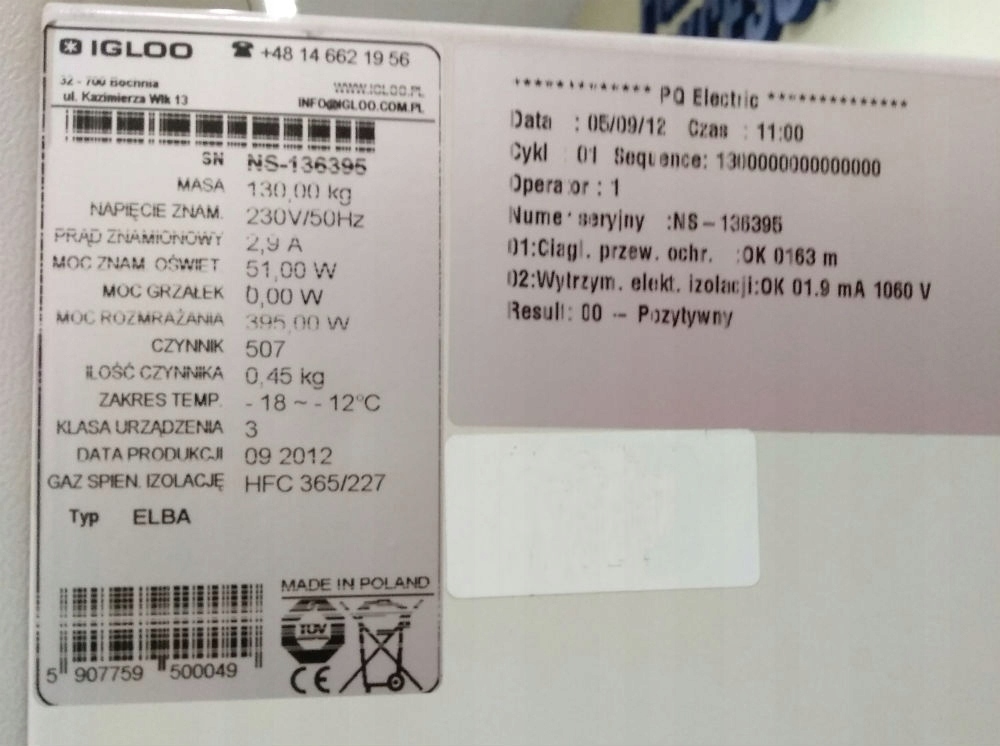 IGLOO ☎ +48 14 662 19 56
32 - 700 Bochnia WWW.IGLOO.PL
ul. Kazimierza Wlk 13 INFO@IGLOO.COM.PL
SN NS-136395
MASA 130,00 kg
NAPIĘCIE ZNAM. 230V/50Hz
PRĄD ZNAMIONOWY 2,9 A
MOC ZNAM. OŚWIET. 51,00 W
MOC GRZAŁEK 0,00 W
MOC ROZMRAŻANIA 395,00 W
CZYNNIK 507
ILOŚĆ CZYNNIKA 0,45 kg
ZAKRES TEMP. - 18 ~ - 12°C
KLASA URZĄDZENIA 3
DATA PRODUKCJI 09 2012
GAZ SPIEN. IZOLACJĘ HFC 365/227
Typ ELBA
MADE IN POLAND
TÜV
CE
5 907759 500049
************** PQ Electric **************
Data : 05/09/12 Czas : 11:00
Cykl 01 Sequence: 1300000000000000
Operator : 1
Numer seryjny :NS-136395
01:Ciagl. przew. ochr. :OK 0163 m
02:Wytrzym. elekt. izolacji:OK 01.9 mA 1060 V
Result: 00 -- Pozytywny